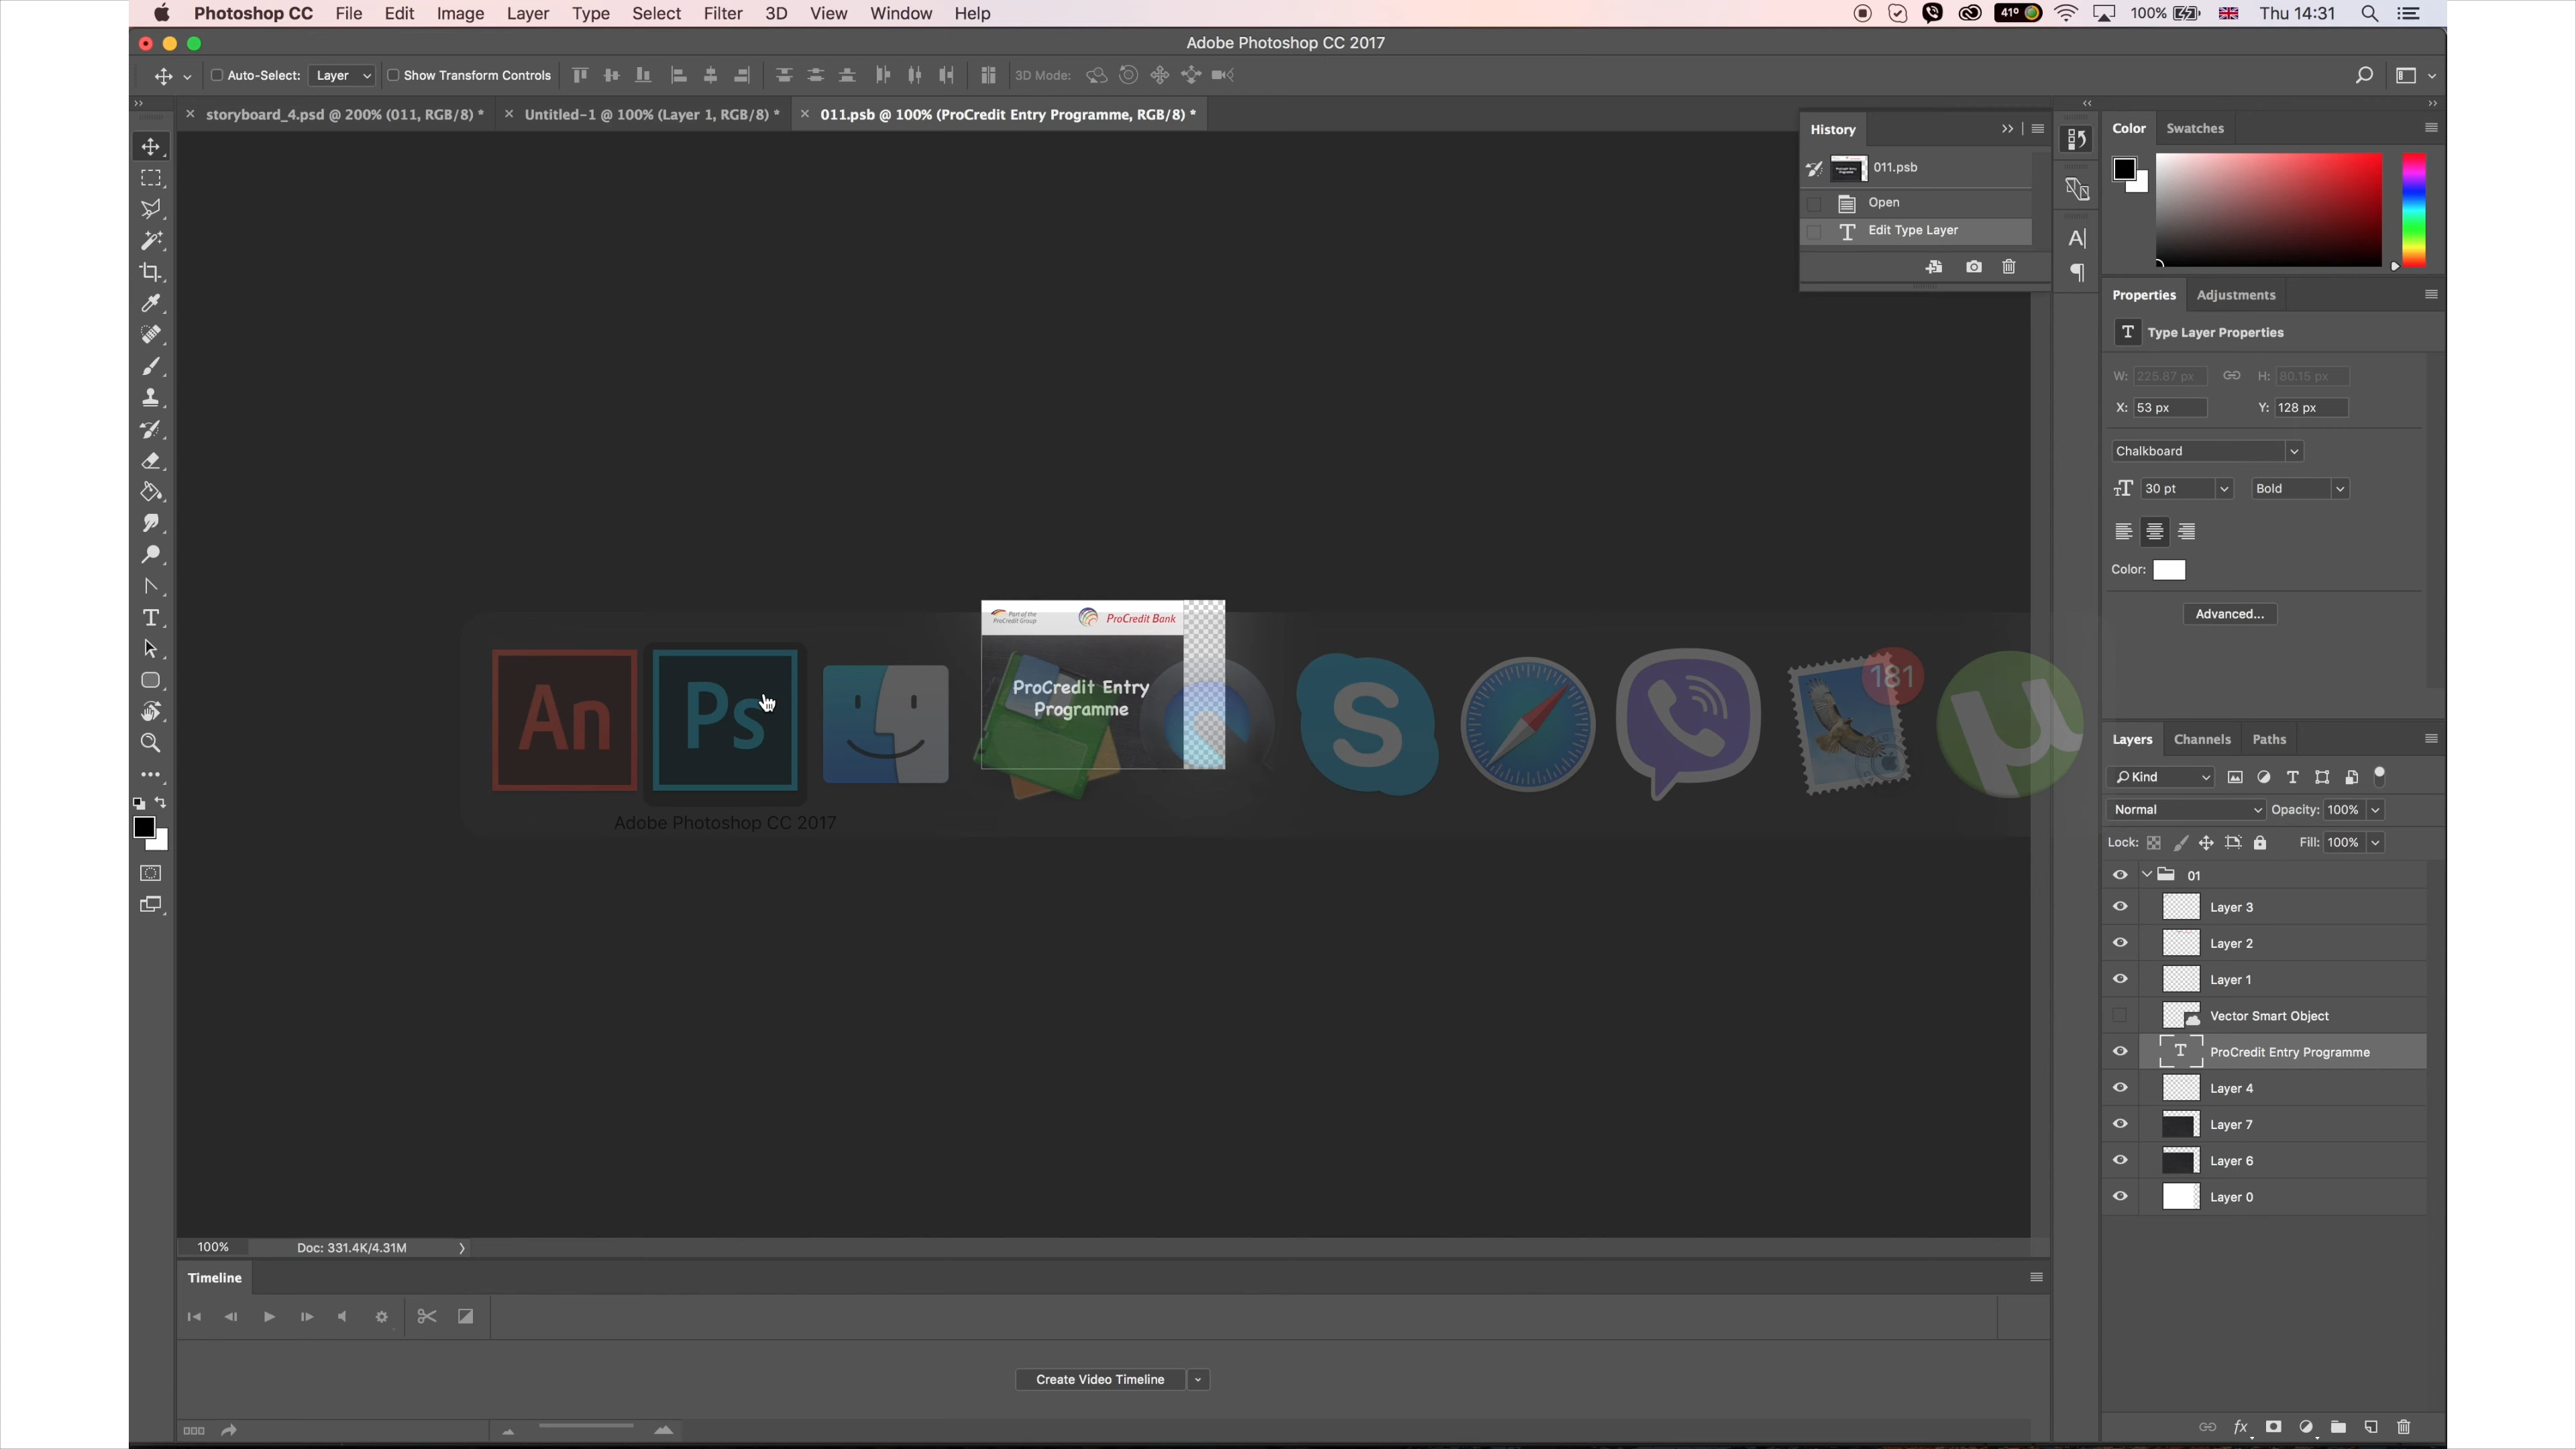 Photoshop CC File Edit Image Layer Type Select Filter 3D View Window Help 41° 100% Thu 14:31
Adobe Photoshop CC 2017
Auto-Select: Layer Show Transform Controls 3D Mode:
storyboard_4.psd @ 200% (011, RGB/8) * Untitled-1 @ 100% (Layer 1, RGB/8) * 011.psb @ 100% (ProCredit Entry Programme, RGB/8) *
History
011.psb
Open
Edit Type Layer
Color Swatches
Properties Adjustments
Type Layer Properties
W: 225.67 px H: 80.15 px
X: 53 px Y: 128 px
Chalkboard
30 pt Bold
Color:
Advanced...
Part of the
ProCredit Group
ProCredit Bank
ProCredit Entry
Programme
An Ps S 181 µ
Adobe Photoshop CC 2017
Layers Channels Paths
Kind
Normal Opacity: 100%
Lock: Fill: 100%
01
Layer 3
Layer 2
Layer 1
Vector Smart Object
T ProCredit Entry Programme
Layer 4
Layer 7
Layer 6
Layer 0
100% Doc: 331.4K/4.31M
Timeline
Create Video Timeline
fx